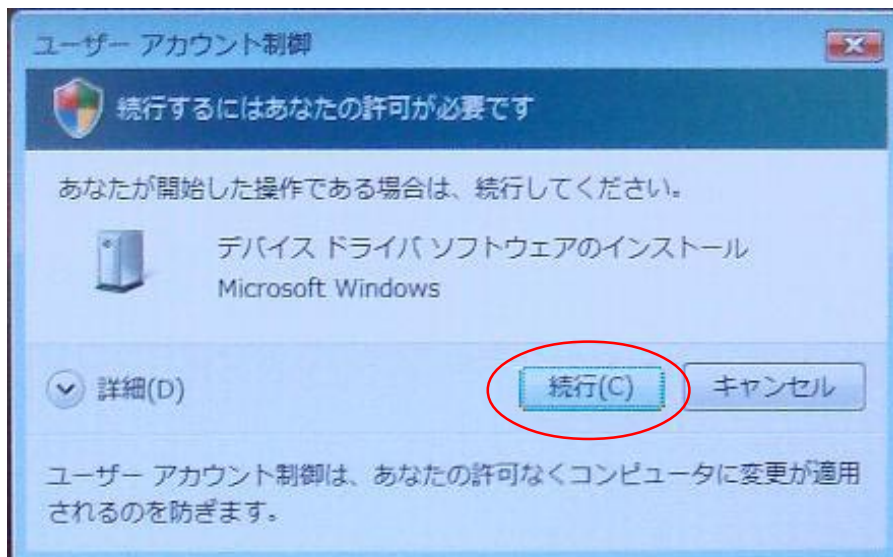 ユーザー アカウント制御
続行するにはあなたの許可が必要です
あなたが開始した操作である場合は、続行してください。
デバイス ドライバ ソフトウェアのインストール
Microsoft Windows
詳細(D)
続行(C)
キャンセル
ユーザー アカウント制御は、あなたの許可なくコンピュータに変更が適用
されるのを防ぎます。